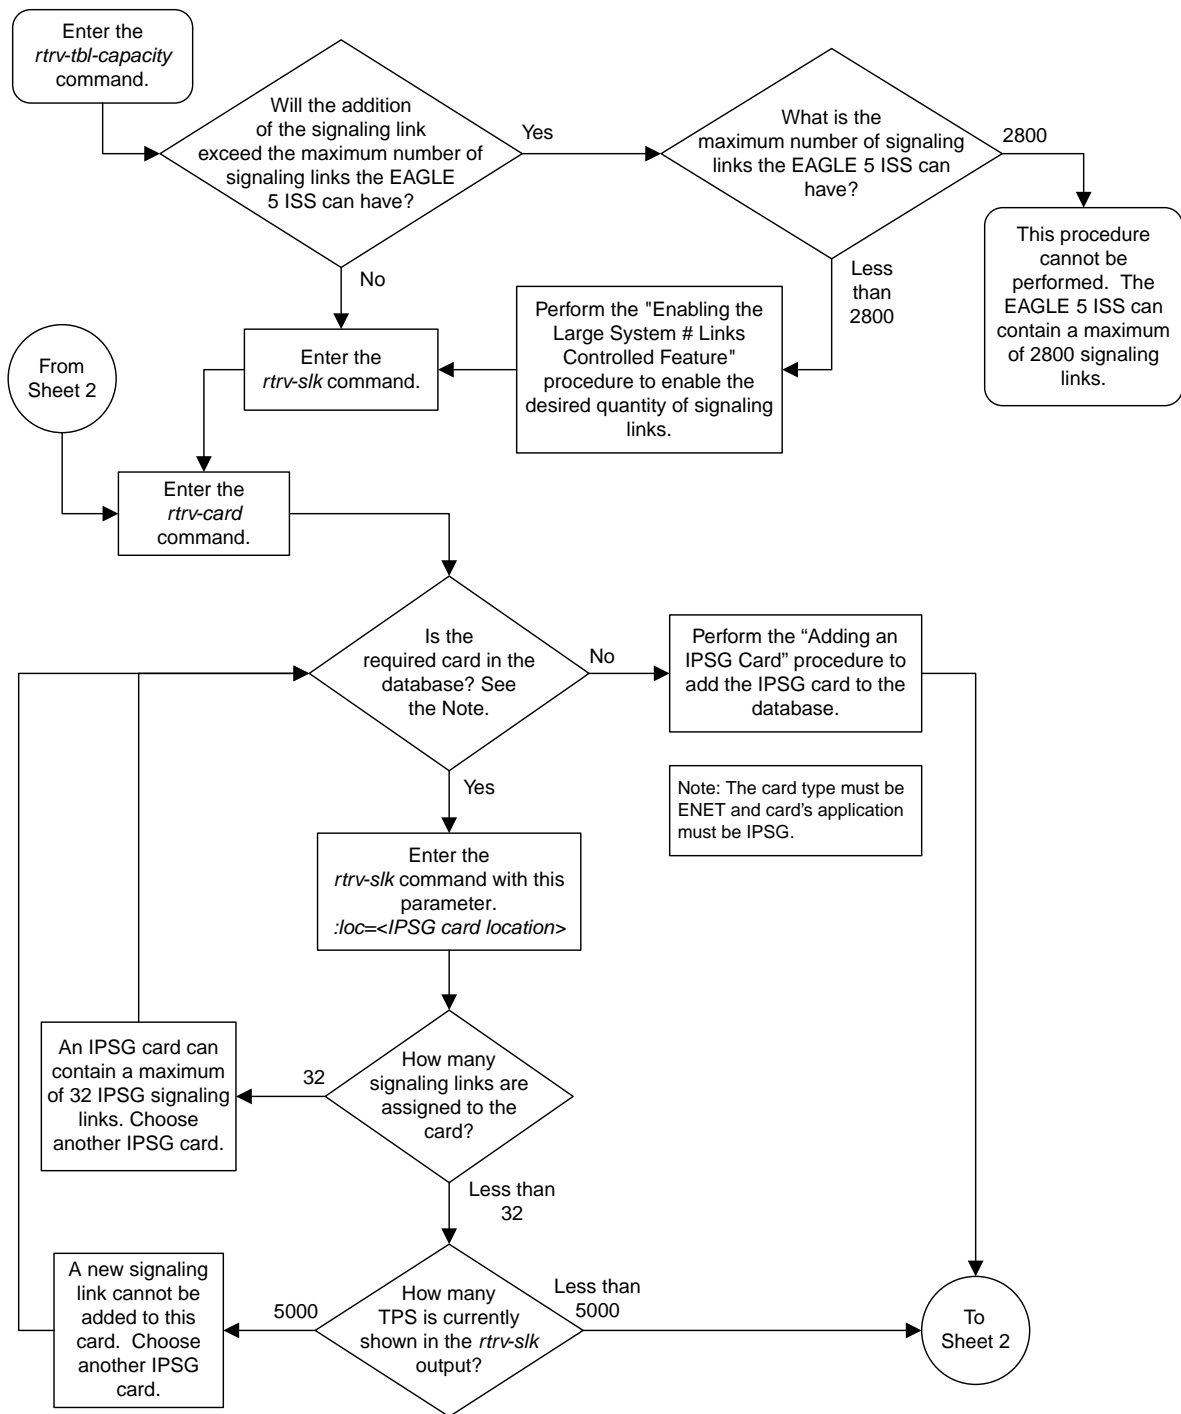 Enter the
rtrv-tbl-capacity
command.
Will the addition
of the signaling link
exceed the maximum number of
signaling links the EAGLE
5 ISS can have?
Yes
What is the
maximum number of signaling
links the EAGLE 5 ISS can
have?
2800
This procedure
cannot be
performed.  The
EAGLE 5 ISS can
contain a maximum
of 2800 signaling
links.
No
Less
than
2800
Perform the "Enabling the
Large System # Links
Controlled Feature"
procedure to enable the
desired quantity of signaling
links.
Enter the
rtrv-slk command.
From
Sheet 2
Enter the
rtrv-card
command.
Is the
required card in the
database? See
the Note.
No
Perform the “Adding an
IPSG Card” procedure to
add the IPSG card to the
database.
Yes
Note: The card type must be
ENET and card’s application
must be IPSG.
Enter the
rtrv-slk command with this
parameter.
:loc=<IPSG card location>
How many
signaling links are
assigned to the
card?
32
An IPSG card can
contain a maximum
of 32 IPSG signaling
links. Choose
another IPSG card.
Less than
32
How many
TPS is currently
shown in the rtrv-slk
output?
5000
A new signaling
link cannot be
added to this
card.  Choose
another IPSG
card.
Less than
5000
To
Sheet 2